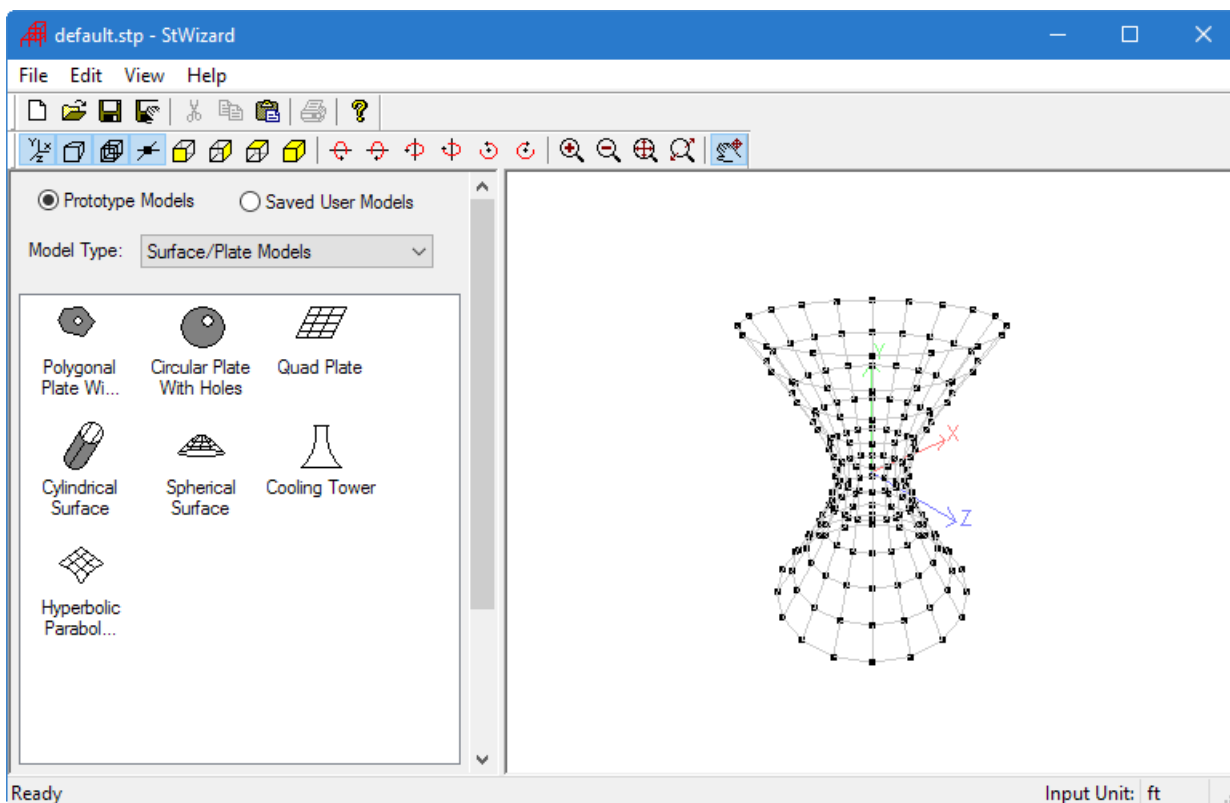 default.stp - StWizard
File Edit View Help
Prototype Models Saved User Models
Model Type: Surface/Plate Models
Polygonal Plate Wi...
Circular Plate With Holes
Quad Plate
Cylindrical Surface
Spherical Surface
Cooling Tower
Hyperbolic Parabol...
Y
X
Z
Ready
Input Unit: ft